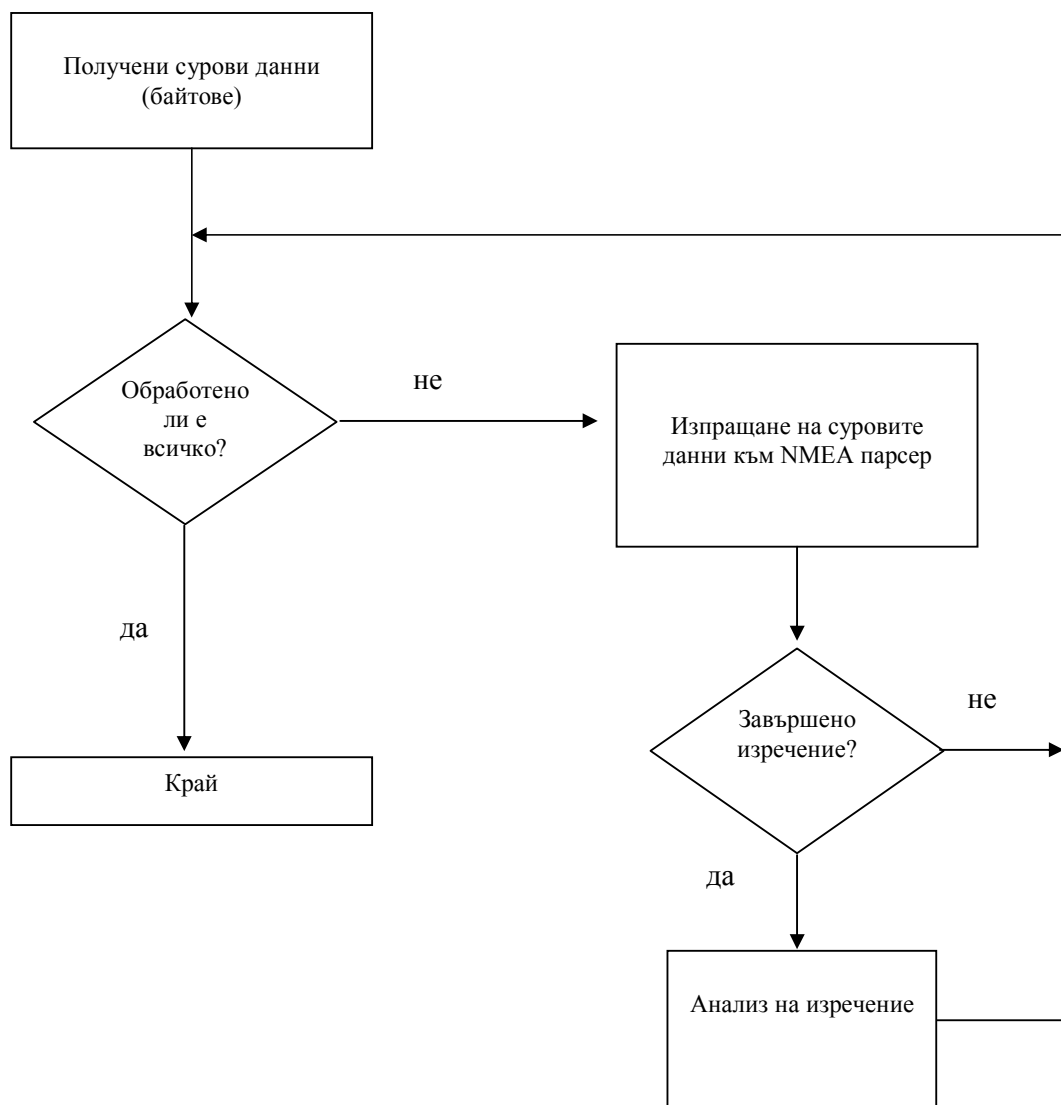 Получени сурови данни
(байтове)
Обработено
ли е
всичко?
не
Изпращане на суровите
данни към NMEA парсер
да
Завършено
изречение?
не
Край
да
Анализ на изречение